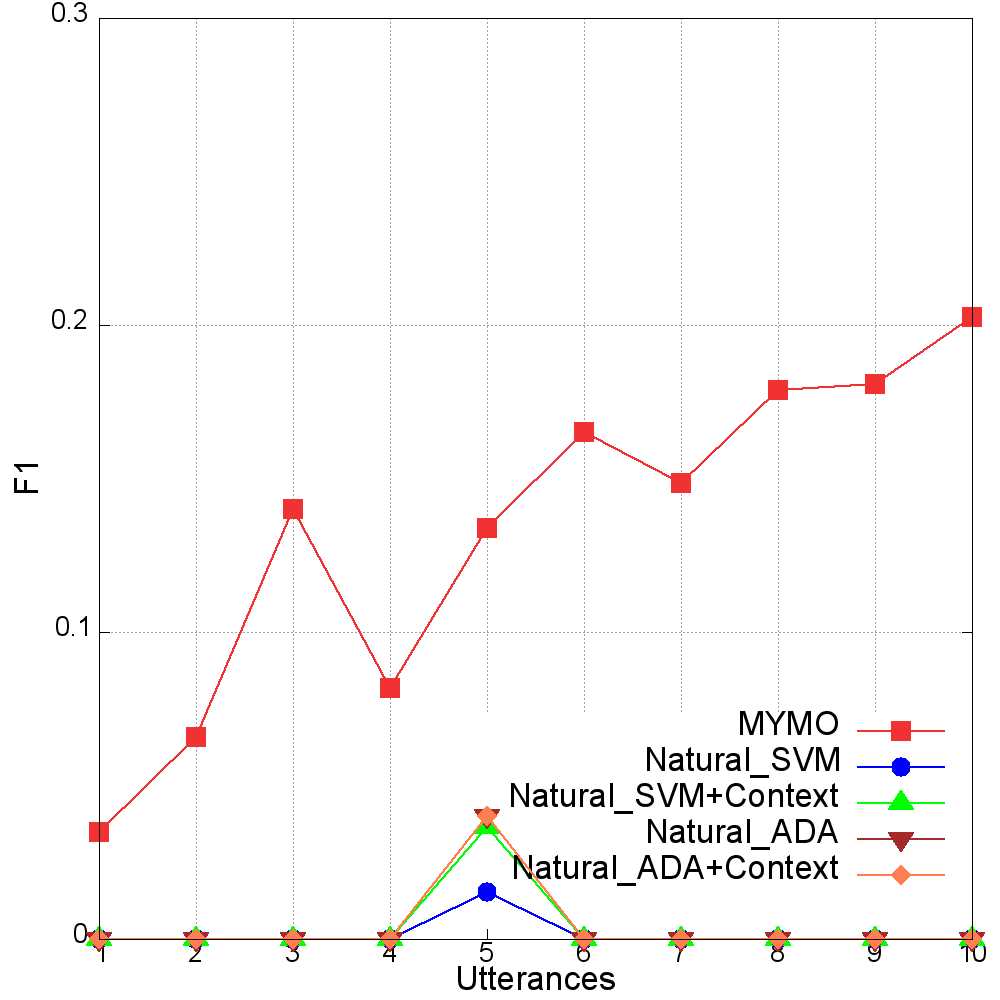 0.3
0.2
0.1
0
F1
MYMO
Natural_SVM
Natural_SVM+Context
Natural_ADA
Natural_ADA+Context
1 2 3 4 5 6 7 8 9 10
Utterances